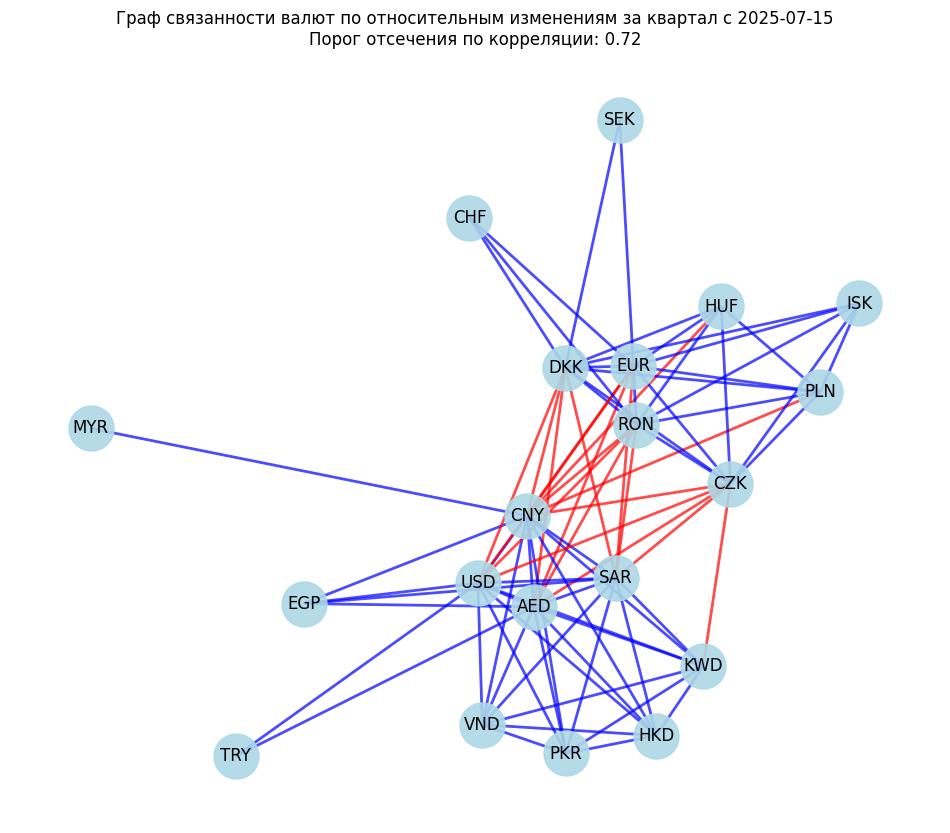 Граф связанности валют по относительным изменениям за квартал с 2025-07-15
Порог отсечения по корреляции: 0.72
SEK
CHF
HUF
ISK
DKK
EUR
PLN
RON
MYR
CZK
CNY
USD
SAR
EGP
AED
KWD
VND
HKD
PKR
TRY